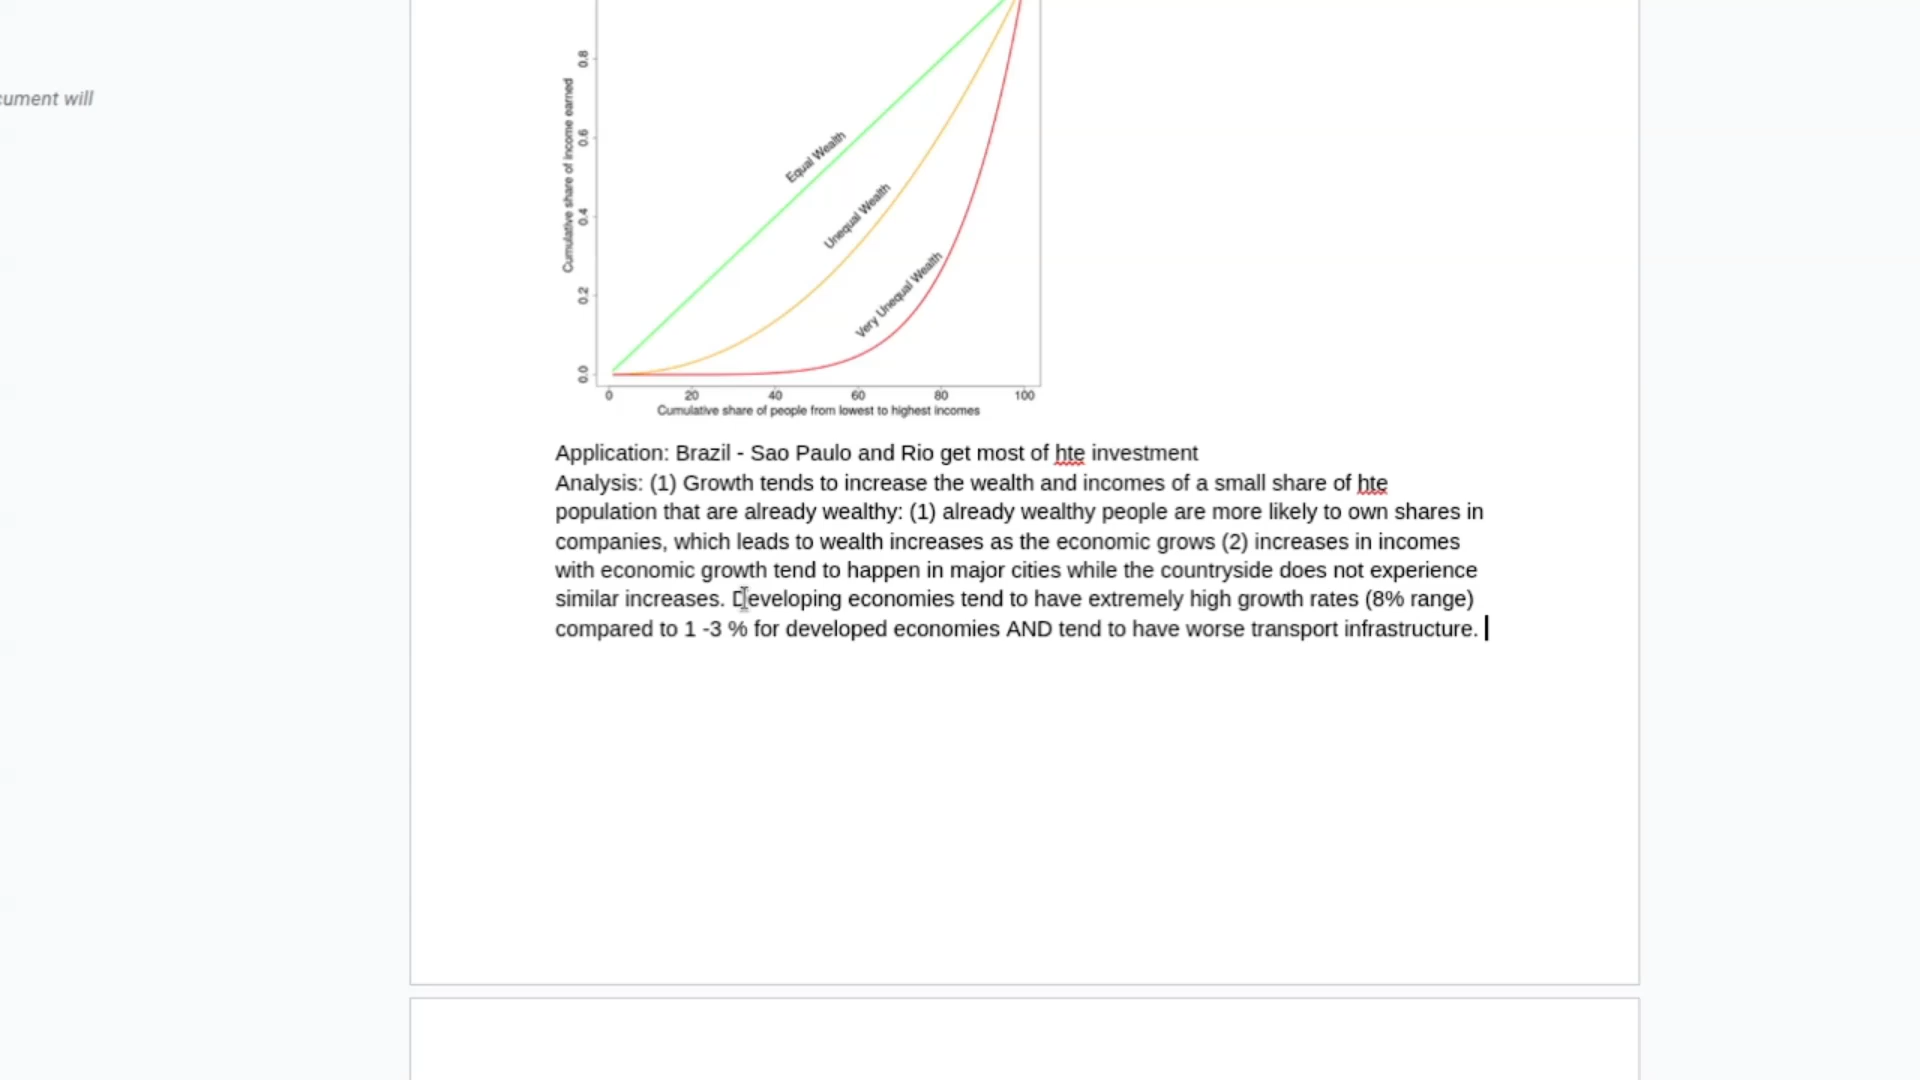 cument will
0.8
0.6
0.4
0.2
0.0
Cumulative share of income earned
Equal Wealth
Unequal Wealth
Very Unequal Wealth
0 20 40 60 80 100
Cumulative share of people from lowest to highest incomes
Application: Brazil - Sao Paulo and Rio get most of hte investment
Analysis: (1) Growth tends to increase the wealth and incomes of a small share of hte
population that are already wealthy: (1) already wealthy people are more likely to own shares in
companies, which leads to wealth increases as the economic grows (2) increases in incomes
with economic growth tend to happen in major cities while the countryside does not experience
similar increases. Developing economies tend to have extremely high growth rates (8% range)
compared to 1 -3 % for developed economies AND tend to have worse transport infrastructure.